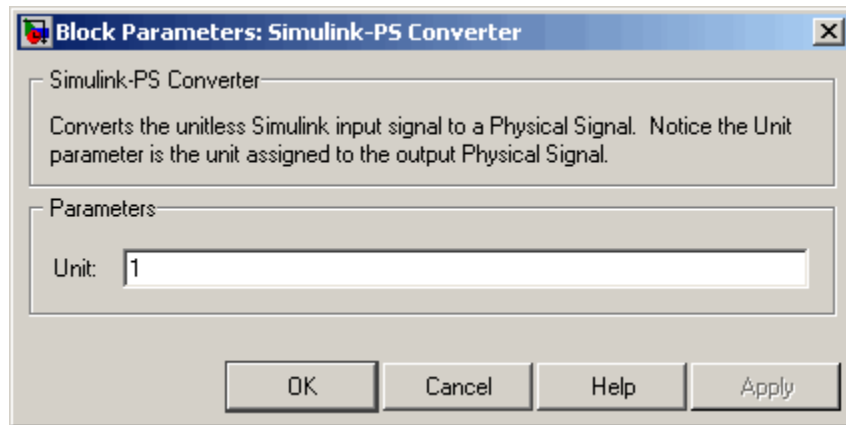 Block Parameters: Simulink-PS Converter
Simulink-PS Converter
Converts the unitless Simulink input signal to a Physical Signal.  Notice the Unit
parameter is the unit assigned to the output Physical Signal.
Parameters
Unit: 1
OK Cancel Help Apply